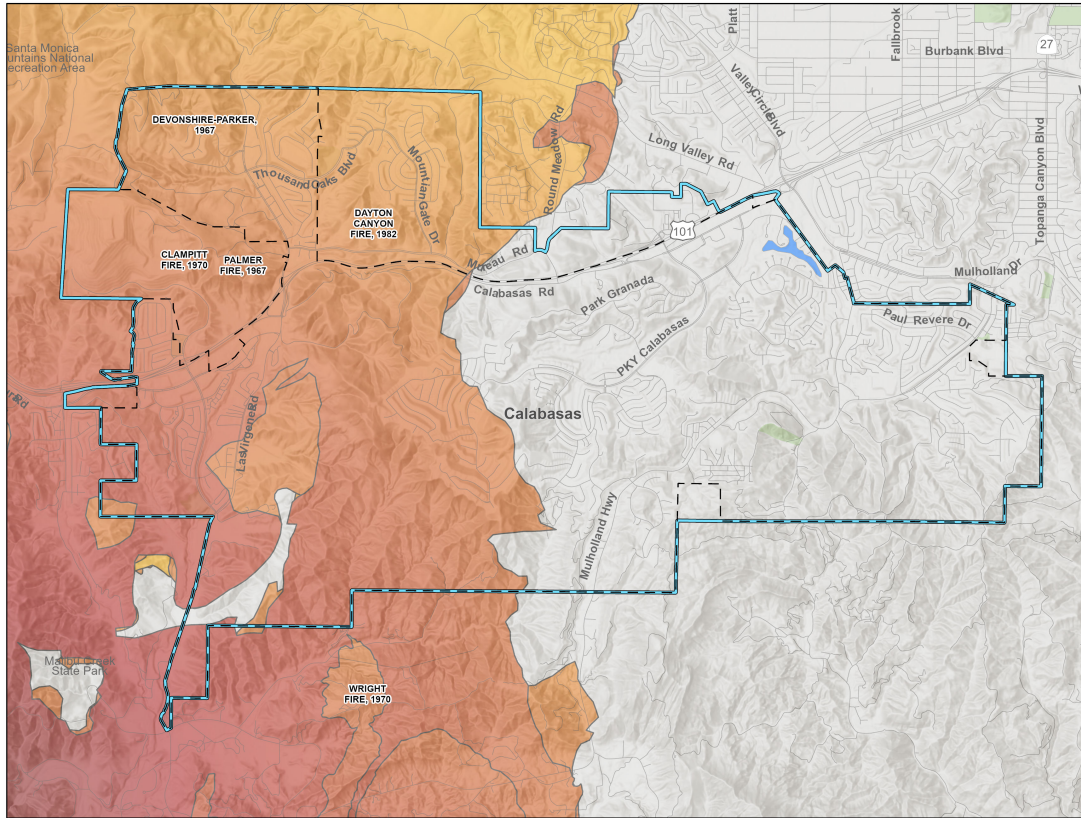 Platt
Fallbrook
Burbank Blvd
27
Santa Monica
untains National
ecreation Area
Valley Circle Blvd
Topanga Canyon Blvd
DEVONSHIRE-PARKER,
1967
Long Valley Rd
Round Meadow Rd
Thousand Oaks Blvd
Mountain Gate Dr
DAYTON
CANYON
FIRE, 1982
101
CLAMPITT
FIRE, 1970
PALMER
FIRE, 1967
Mureau Rd
Calabasas Rd
Park Granada
Mulholland Dr
Paul Revere Dr
PKY Calabasas
Calabasas
Las Virgenes Rd
Mulholland Hwy
Malibu Creek
State Park
WRIGHT
FIRE, 1970